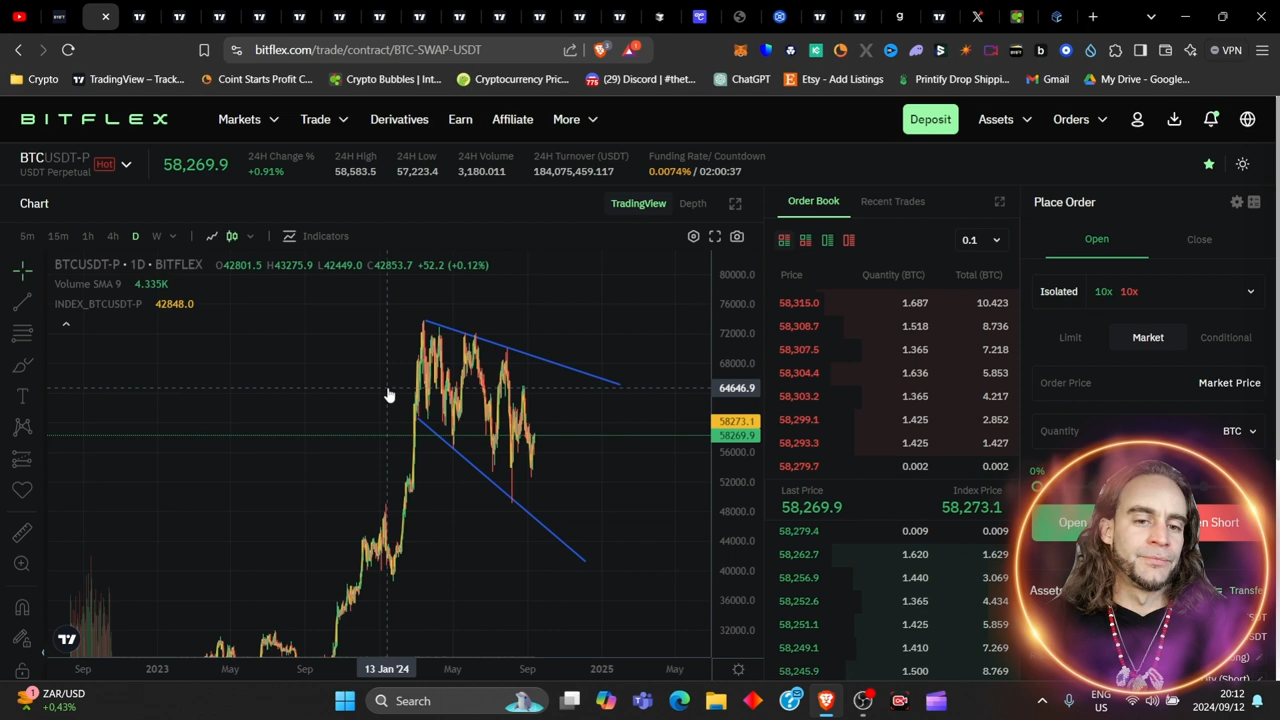 bitflex.com/trade/contract/BTC-SWAP-USDT
3
1
VPN
Crypto
TradingView – Track...
Coint Starts Profit C...
Crypto Bubbles | Int...
Cryptocurrency Pric...
(29) Discord | #thet...
ChatGPT
Etsy - Add Listings
Printify Drop Shippi...
Gmail
My Drive - Google...
BITFLEX
Markets
Trade
Derivatives
Earn
Affiliate
More
Deposit
Assets
Orders
BTCUSDT-P
Hot
USDT Perpetual
58,269.9
24H Change %
+0.91%
24H High
58,583.5
24H Low
57,223.4
24H Volume
3,180.011
24H Turnover (USDT)
184,075,459.117
Funding Rate/ Countdown
0.0074% / 02:00:37
Chart
TradingView
Depth
5m
15m
1h
4h
D
W
Indicators
BTCUSDT-P • 1D • BITFLEX
O42801.5 H43275.9 L42449.0 C42853.7 +52.2 (+0.12%)
Volume SMA 9
4.335K
INDEX_BTCUSDT-P
42848.0
80000.0
76000.0
72000.0
68000.0
64646.9
58273.1
58269.9
56000.0
52000.0
48000.0
44000.0
40000.0
36000.0
32000.0
Sep
2023
May
Sep
13 Jan '24
May
Sep
2025
May
Order Book
Recent Trades
0.1
Price
Quantity (BTC)
Total (BTC)
58,315.0 1.687 10.423
58,308.7 1.518 8.736
58,307.5 1.365 7.218
58,304.4 1.636 5.853
58,303.2 1.365 4.217
58,299.1 1.425 2.852
58,293.3 1.425 1.427
58,279.7 0.002 0.002
Last Price
Index Price
58,269.9
58,273.1
58,279.4 0.009 0.009
58,262.7 1.620 1.629
58,256.9 1.440 3.069
58,252.6 1.365 4.434
58,251.1 1.425 5.859
58,249.1 1.410 7.269
58,245.9 1.500 8.769
Place Order
Open
Close
Isolated
10x
10x
Limit
Market
Conditional
Order Price
Market Price
Quantity
BTC
0%
Open
Short
Transfe
ZAR/USD
+0,43%
Search
ENG
US
20:12
2024/09/12